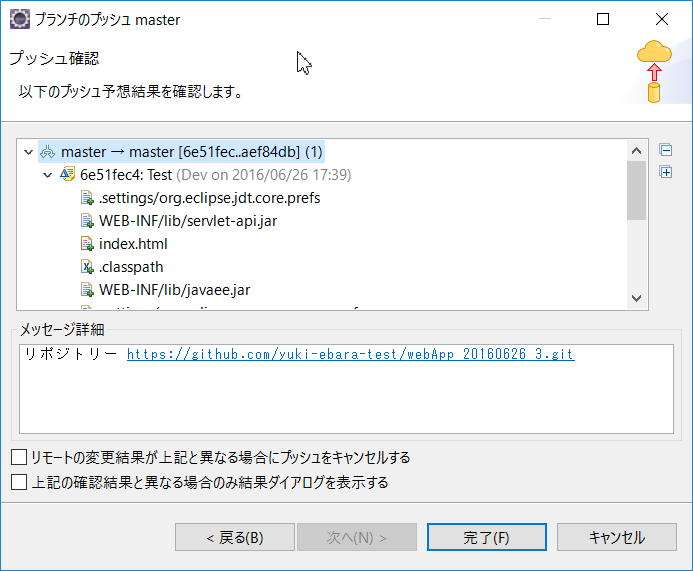 ブランチのプッシュ master
プッシュ確認
以下のプッシュ予想結果を確認します。
master → master [6e51fec..aef84db] (1)
6e51fec4: Test (Dev on 2016/06/26 17:39)
.settings/org.eclipse.jdt.core.prefs
WEB-INF/lib/servlet-api.jar
index.html
.classpath
WEB-INF/lib/javaee.jar
メッセージ詳細
リポジトリー https://github.com/yuki-ebara-test/webApp_20160626_3.git
リモートの変更結果が上記と異なる場合にプッシュをキャンセルする
上記の確認結果と異なる場合のみ結果ダイアログを表示する
< 戻る(B) 次へ(N) > 完了(F) キャンセル